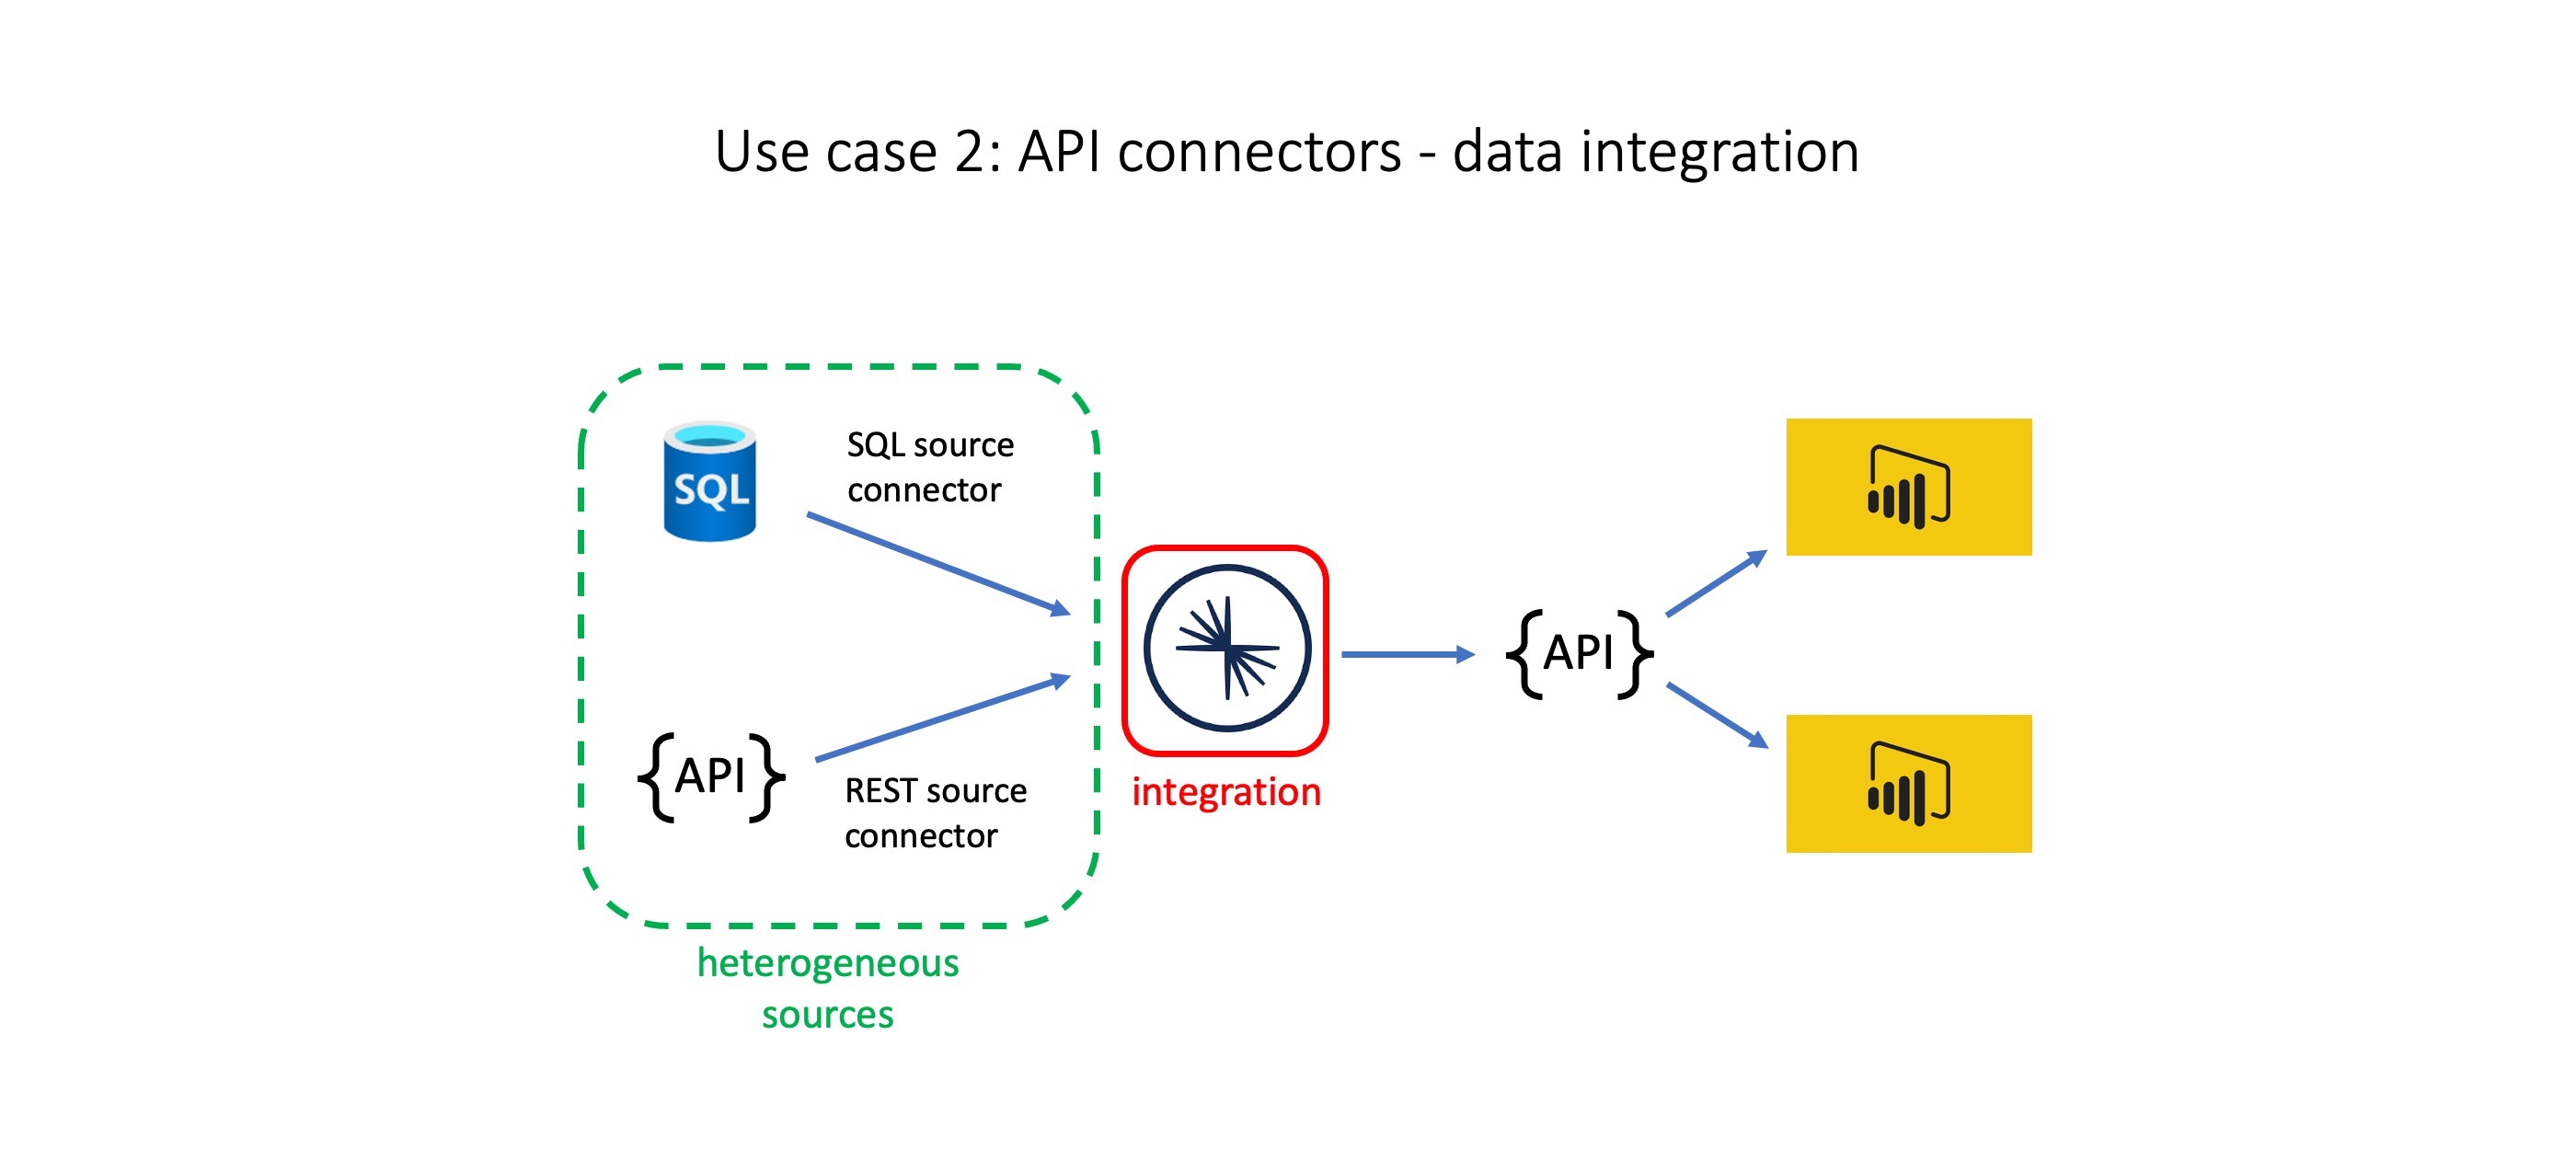 Use case 2: API connectors - data integration
SQL
SQL source
connector
{API}
REST source
connector
heterogeneous
sources
integration
{API}